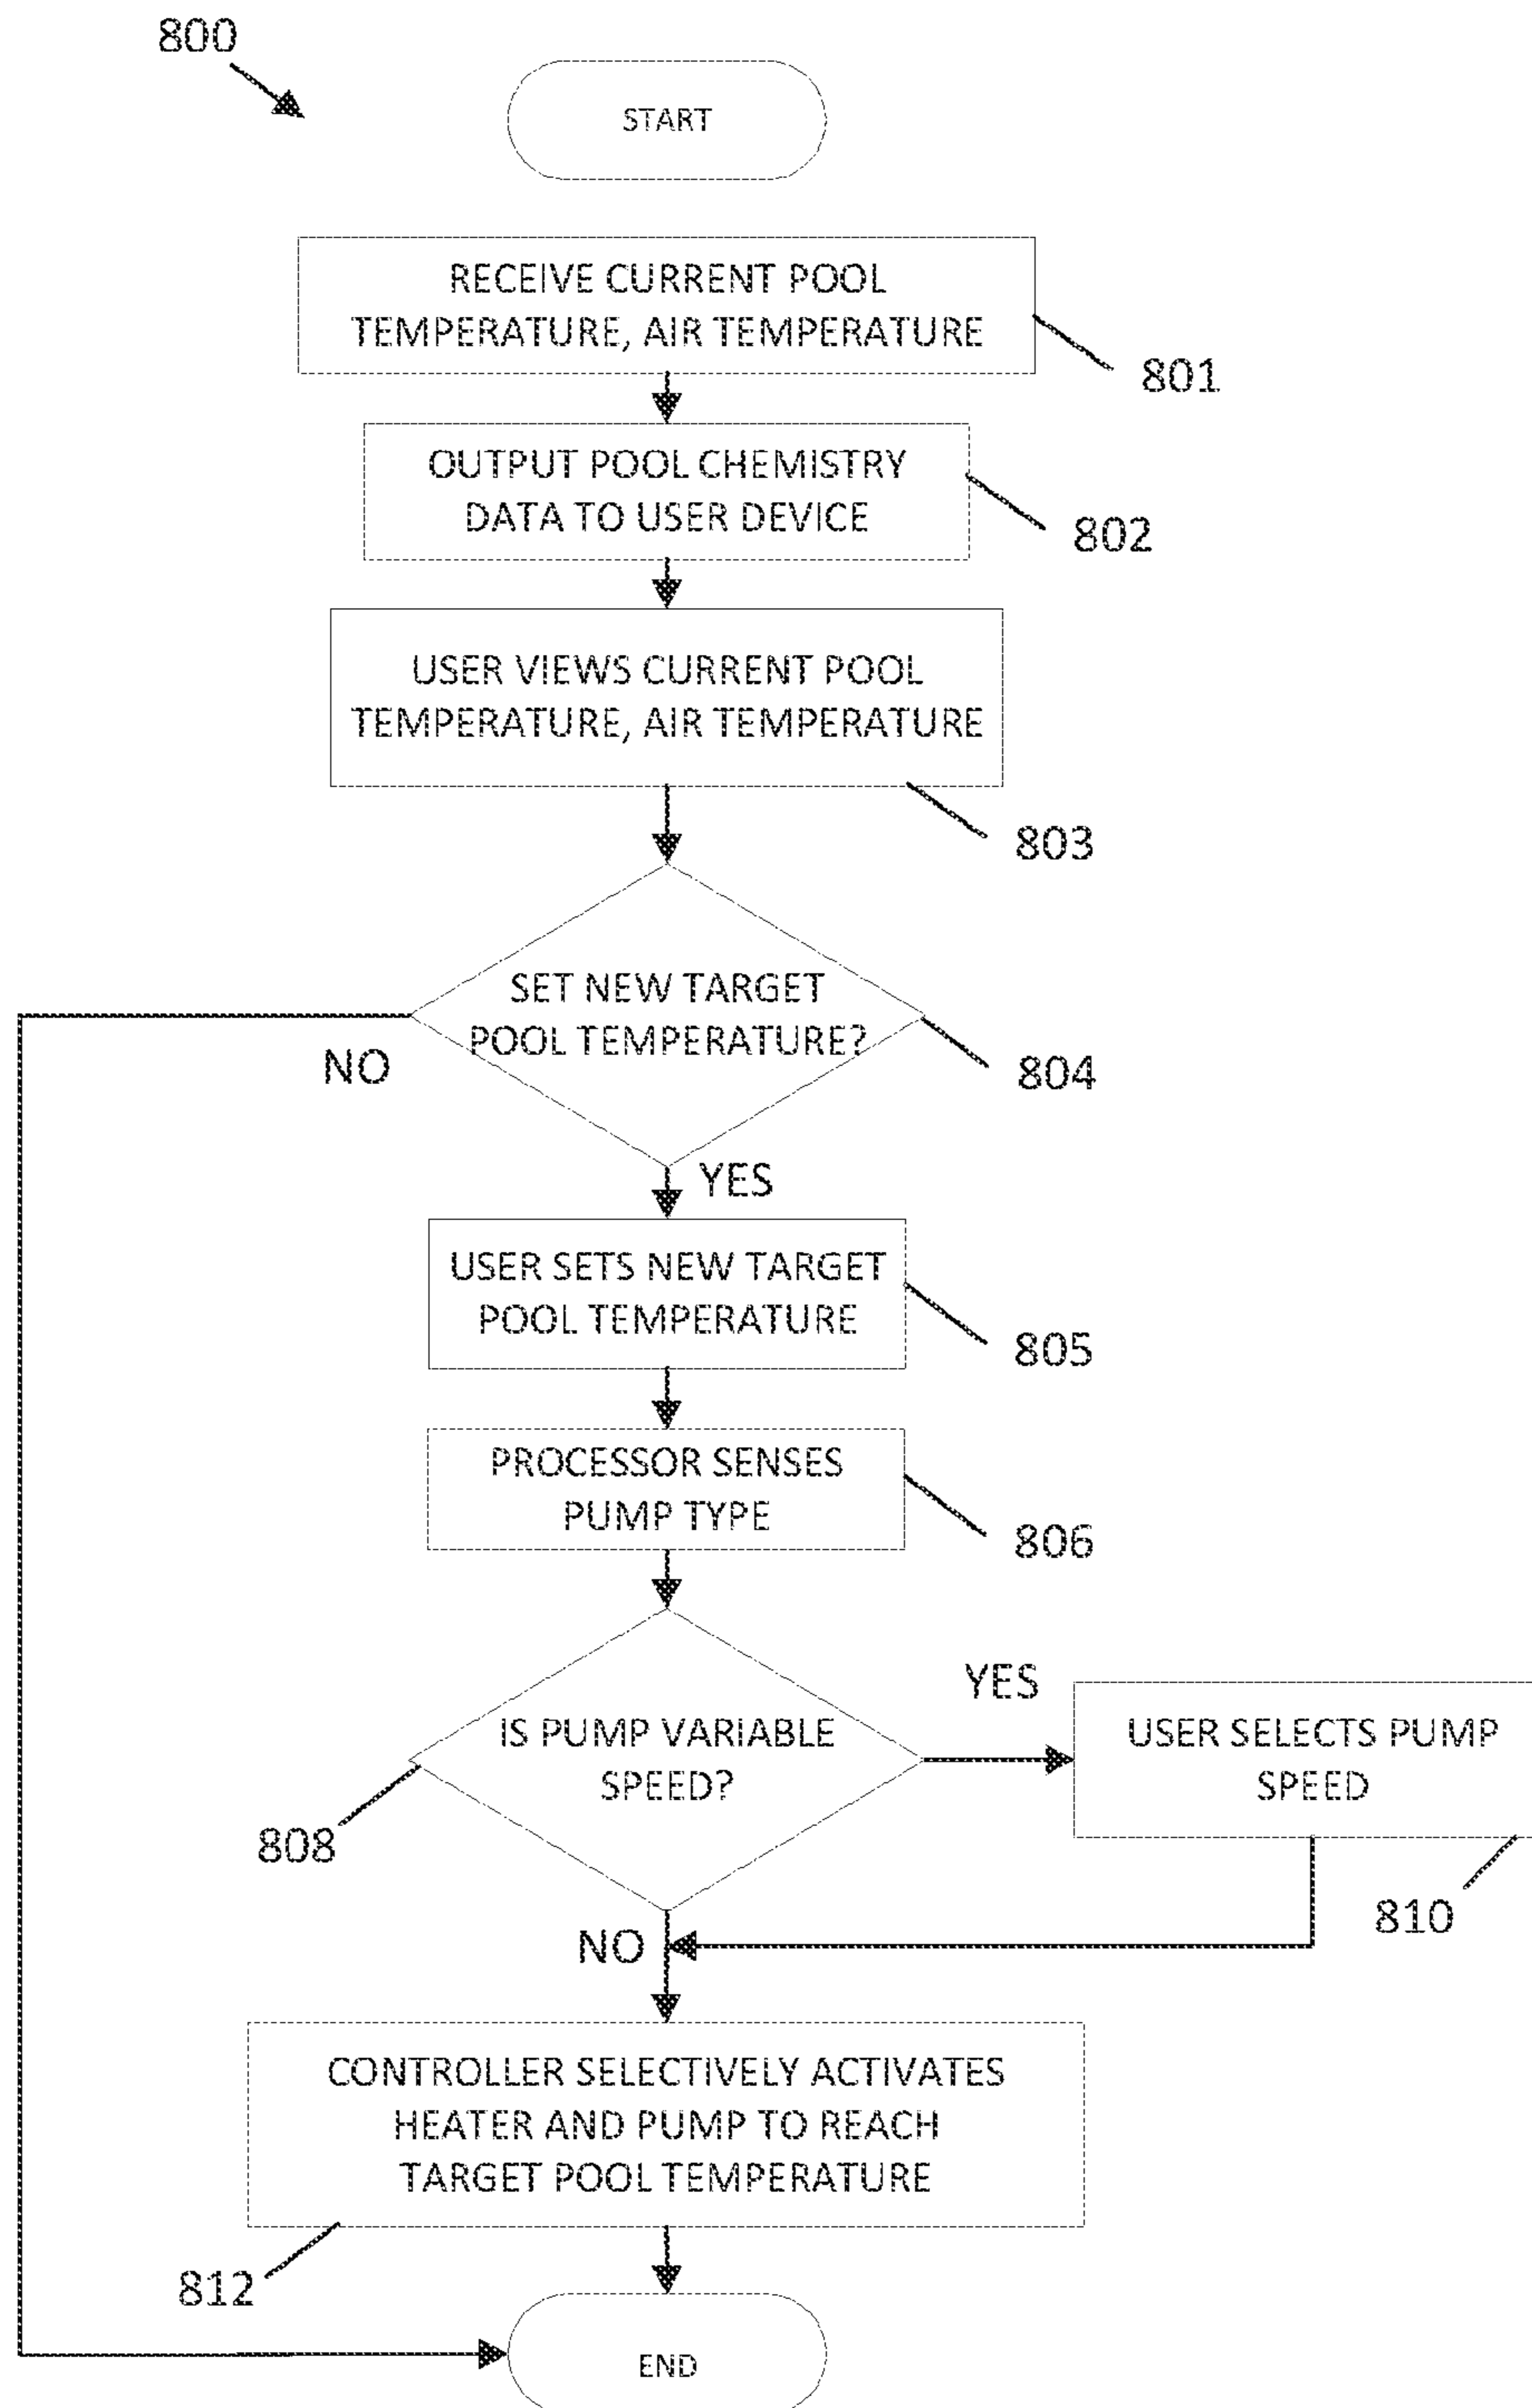 800
START
RECEIVE CURRENT POOL
TEMPERATURE, AIR TEMPERATURE
801
OUTPUT POOL CHEMISTRY
DATA TO USER DEVICE
802
USER VIEWS CURRENT POOL
TEMPERATURE, AIR TEMPERATURE
803
SET NEW TARGET
POOL TEMPERATURE?
804
NO
YES
USER SETS NEW TARGET
POOL TEMPERATURE
805
PROCESSOR SENSES
PUMP TYPE
806
IS PUMP VARIABLE
SPEED?
808
YES
USER SELECTS PUMP
SPEED
810
NO
CONTROLLER SELECTIVELY ACTIVATES
HEATER AND PUMP TO REACH
TARGET POOL TEMPERATURE
812
END